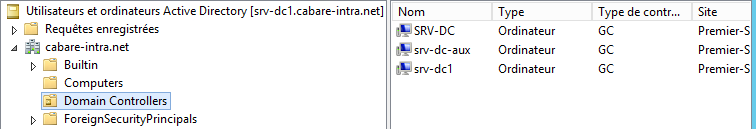 Utilisateurs et ordinateurs Active Directory [srv-dc1.cabare-intra.net]
Requêtes enregistrées
cabare-intra.net
Builtin
Computers
Domain Controllers
ForeignSecurityPrincipals
Nom Type Type de contr... Site
SRV-DC Ordinateur GC Premier-S
srv-dc-aux Ordinateur GC Premier-S
srv-dc1 Ordinateur GC Premier-S